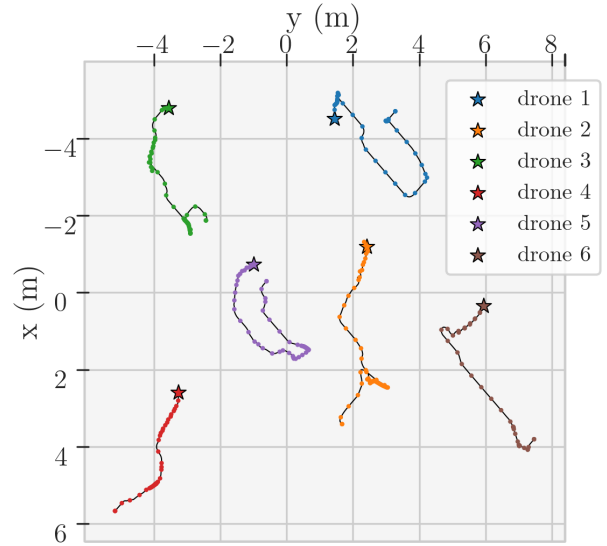 y (m)
−4 −2 0 2 4 6 8
−4
−2
0
2
4
6
x (m)
drone 1
drone 2
drone 3
drone 4
drone 5
drone 6